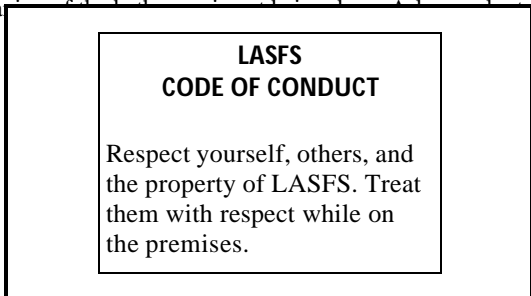 LASFS
CODE OF CONDUCT
Respect yourself, others, and
the property of LASFS. Treat
them with respect while on
the premises.